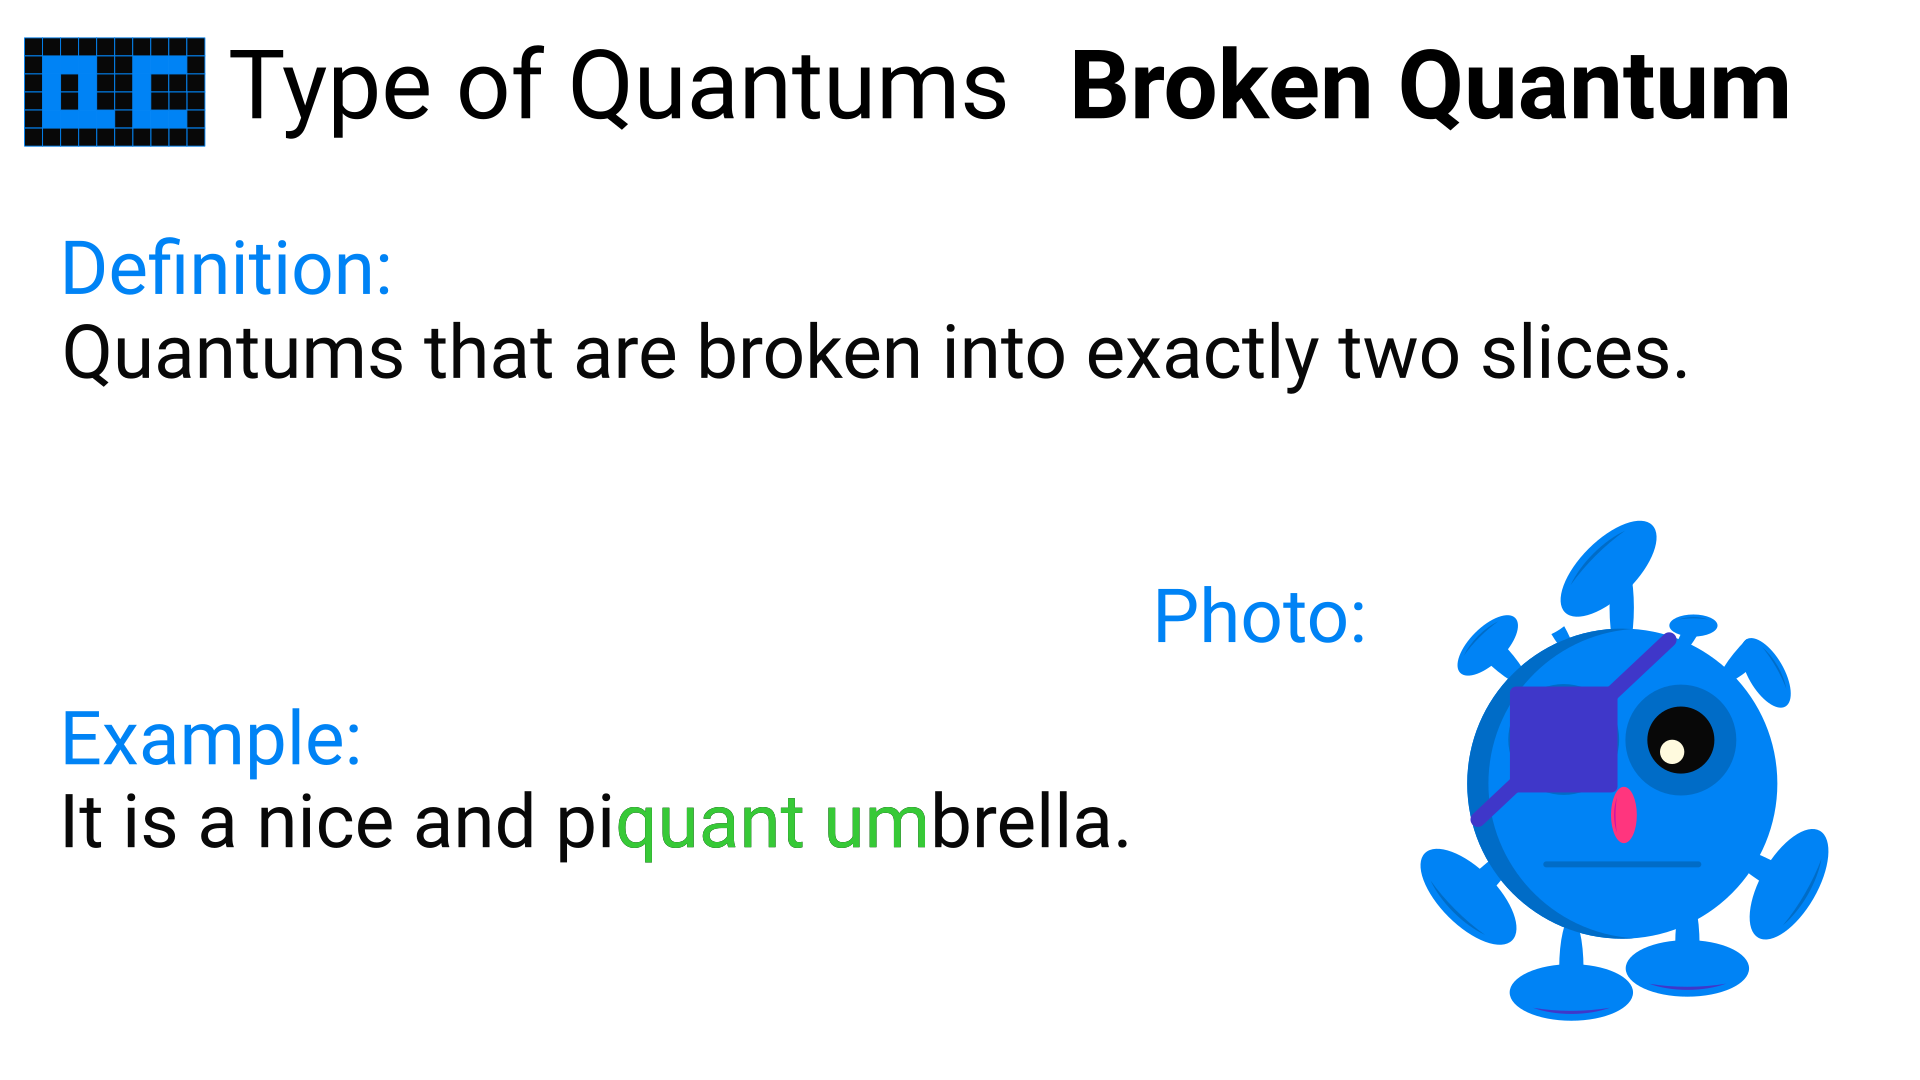 QC Type of Quantums Broken Quantum
Definition:
Quantums that are broken into exactly two slices.
Photo:
Example:
It is a nice and piquant umbrella.